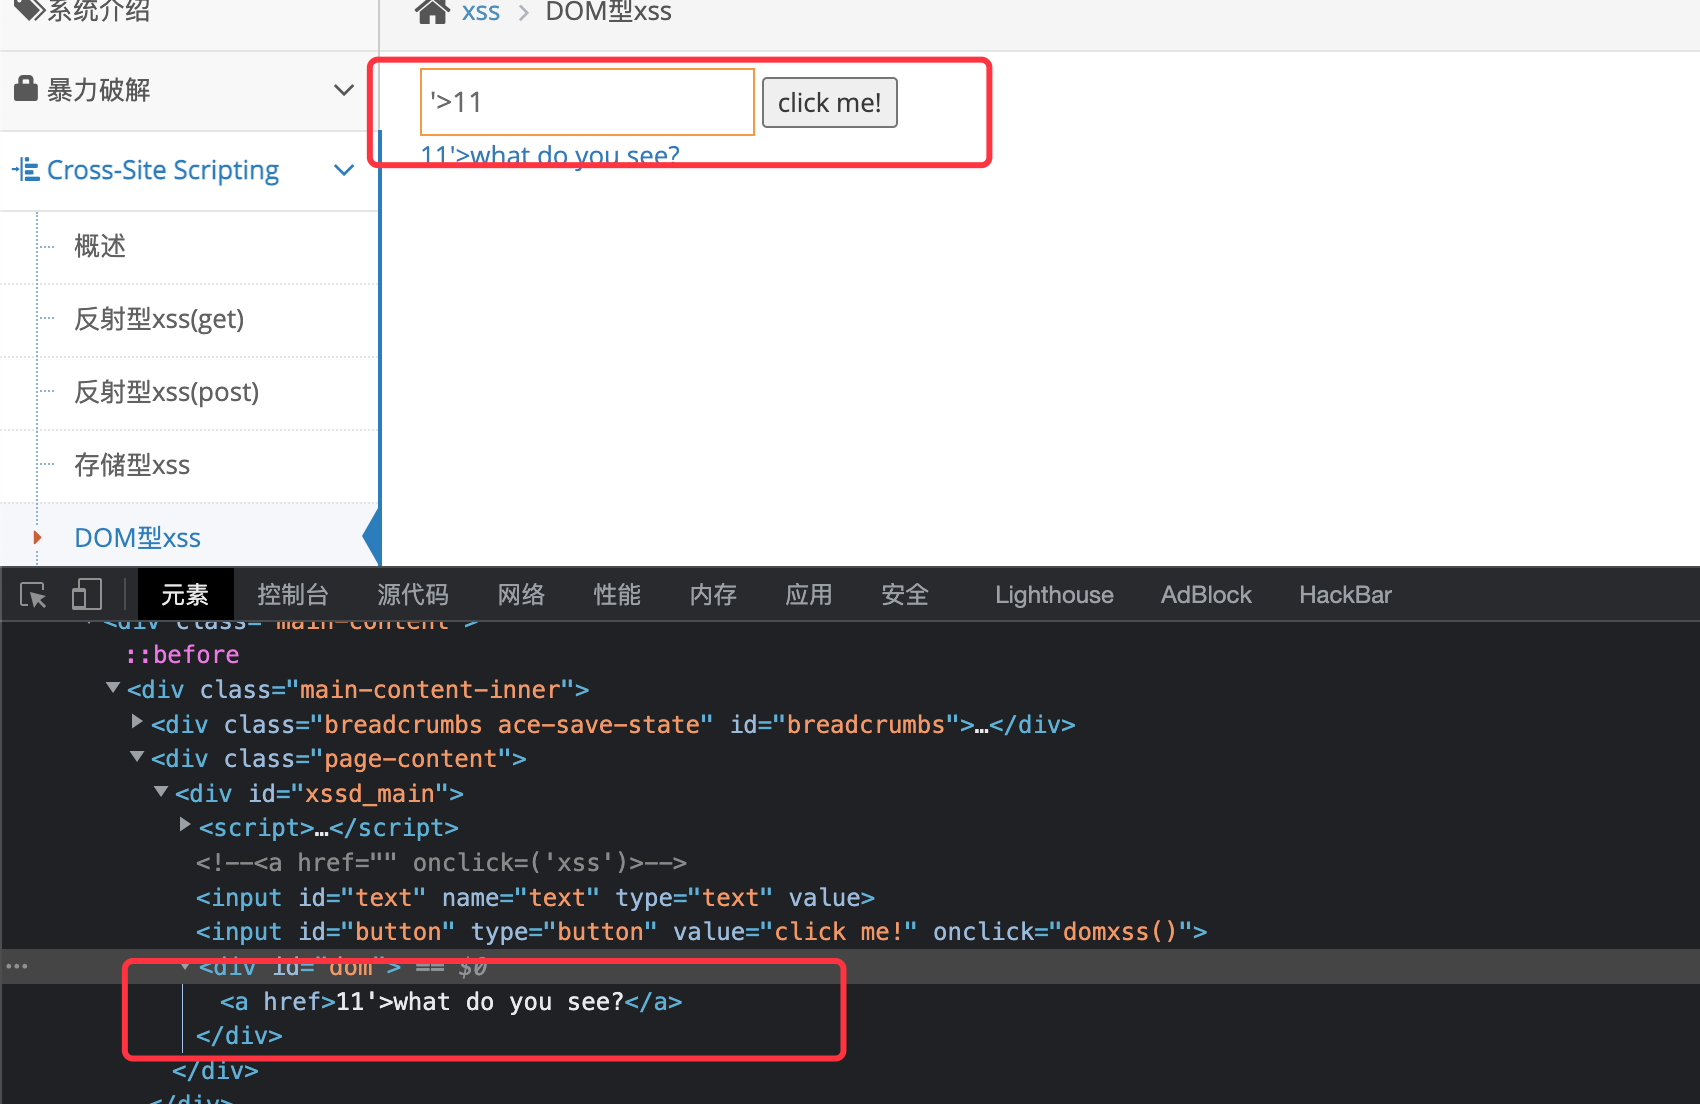 系统介绍
xss > DOM型xss
暴力破解
'>11 click me!
11'>what do you see?
Cross-Site Scripting
概述
反射型xss(get)
反射型xss(post)
存储型xss
DOM型xss
元素 控制台 源代码 网络 性能 内存 应用 安全 Lighthouse AdBlock HackBar
<div class="main-content">
::before
<div class="main-content-inner">
<div class="breadcrumbs ace-save-state" id="breadcrumbs">…</div>
<div class="page-content">
<div id="xssd_main">
<script>…</script>
<!--<a href="" onclick=('xss')>-->
<input id="text" name="text" type="text" value>
<input id="button" type="button" value="click me!" onclick="domxss()">
<div id="dom"> == $0
<a href>11'>what do you see?</a>
</div>
</div>
</div>